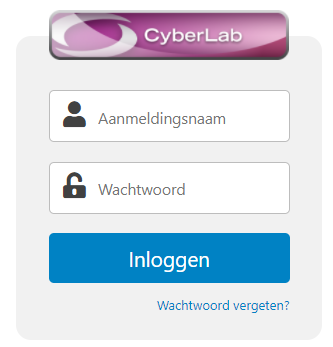 CyberLab
Aanmeldingsnaam
Wachtwoord
Inloggen
Wachtwoord vergeten?